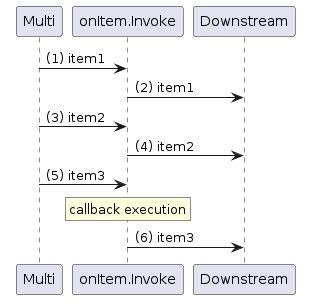 Multi onItem.Invoke Downstream
(1) item1
(2) item1
(3) item2
(4) item2
(5) item3
callback execution
(6) item3
Multi onItem.Invoke Downstream